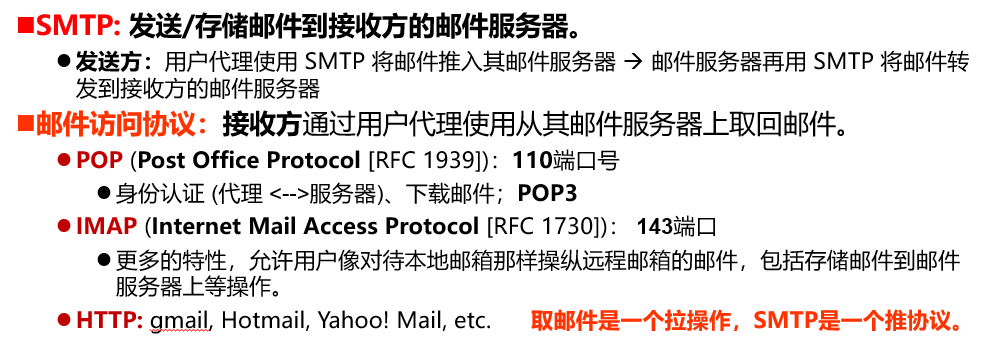 ■SMTP: 发送/存储邮件到接收方的邮件服务器。
●发送方：用户代理使用 SMTP 将邮件推入其邮件服务器 → 邮件服务器再用 SMTP 将邮件转
发到接收方的邮件服务器
■邮件访问协议：接收方通过用户代理使用从其邮件服务器上取回邮件。
●POP (Post Office Protocol [RFC 1939])：110端口号
●身份认证 (代理 <-->服务器)、下载邮件；POP3
●IMAP (Internet Mail Access Protocol [RFC 1730])： 143端口
●更多的特性，允许用户像对待本地邮箱那样操纵远程邮箱的邮件，包括存储邮件到邮件
服务器上等操作。
●HTTP: gmail, Hotmail, Yahoo! Mail, etc. 取邮件是一个拉操作，SMTP是一个推协议。